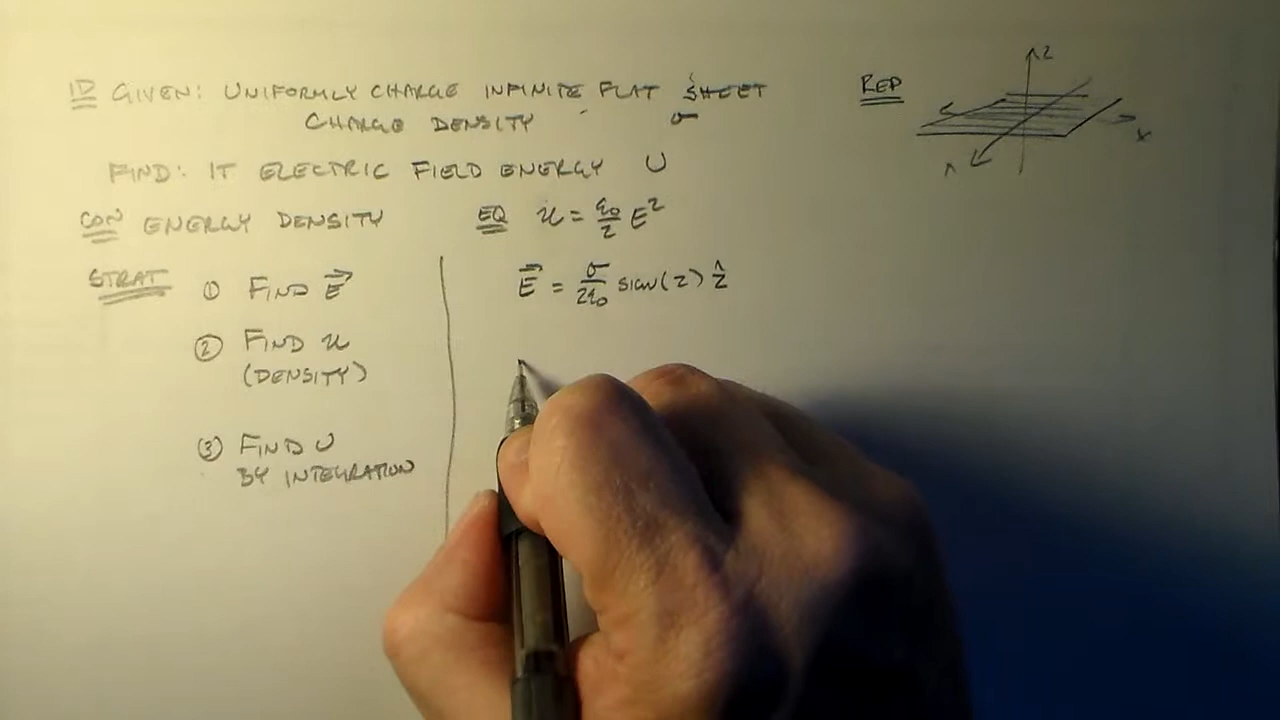 ID GIVEN: UNIFORMLY CHARGE INFINITE FLAT SHEET
CHARGE DENSITY σ
FIND: IT ELECTRIC FIELD ENERGY U
CON ENERGY DENSITY
EQ u = ε₀/2 E²
STRAT ① FIND E⃗
② FIND u
(DENSITY)
③ FIND U
BY INTEGRATION
E⃗ = σ/2ε₀ SIGN(z) ẑ
REP
z
x